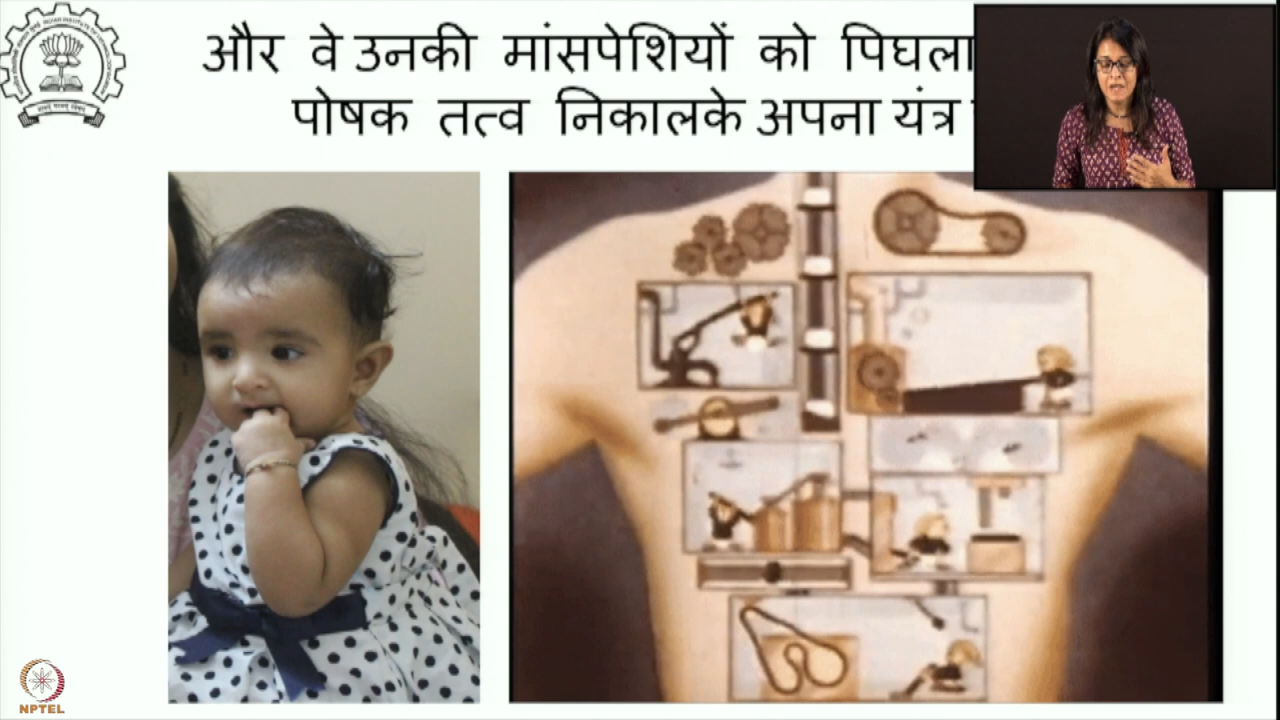 और वे उनकी मांसपेशियों को पिघला
पोषक तत्व निकालके अपना यंत्र
NPTEL